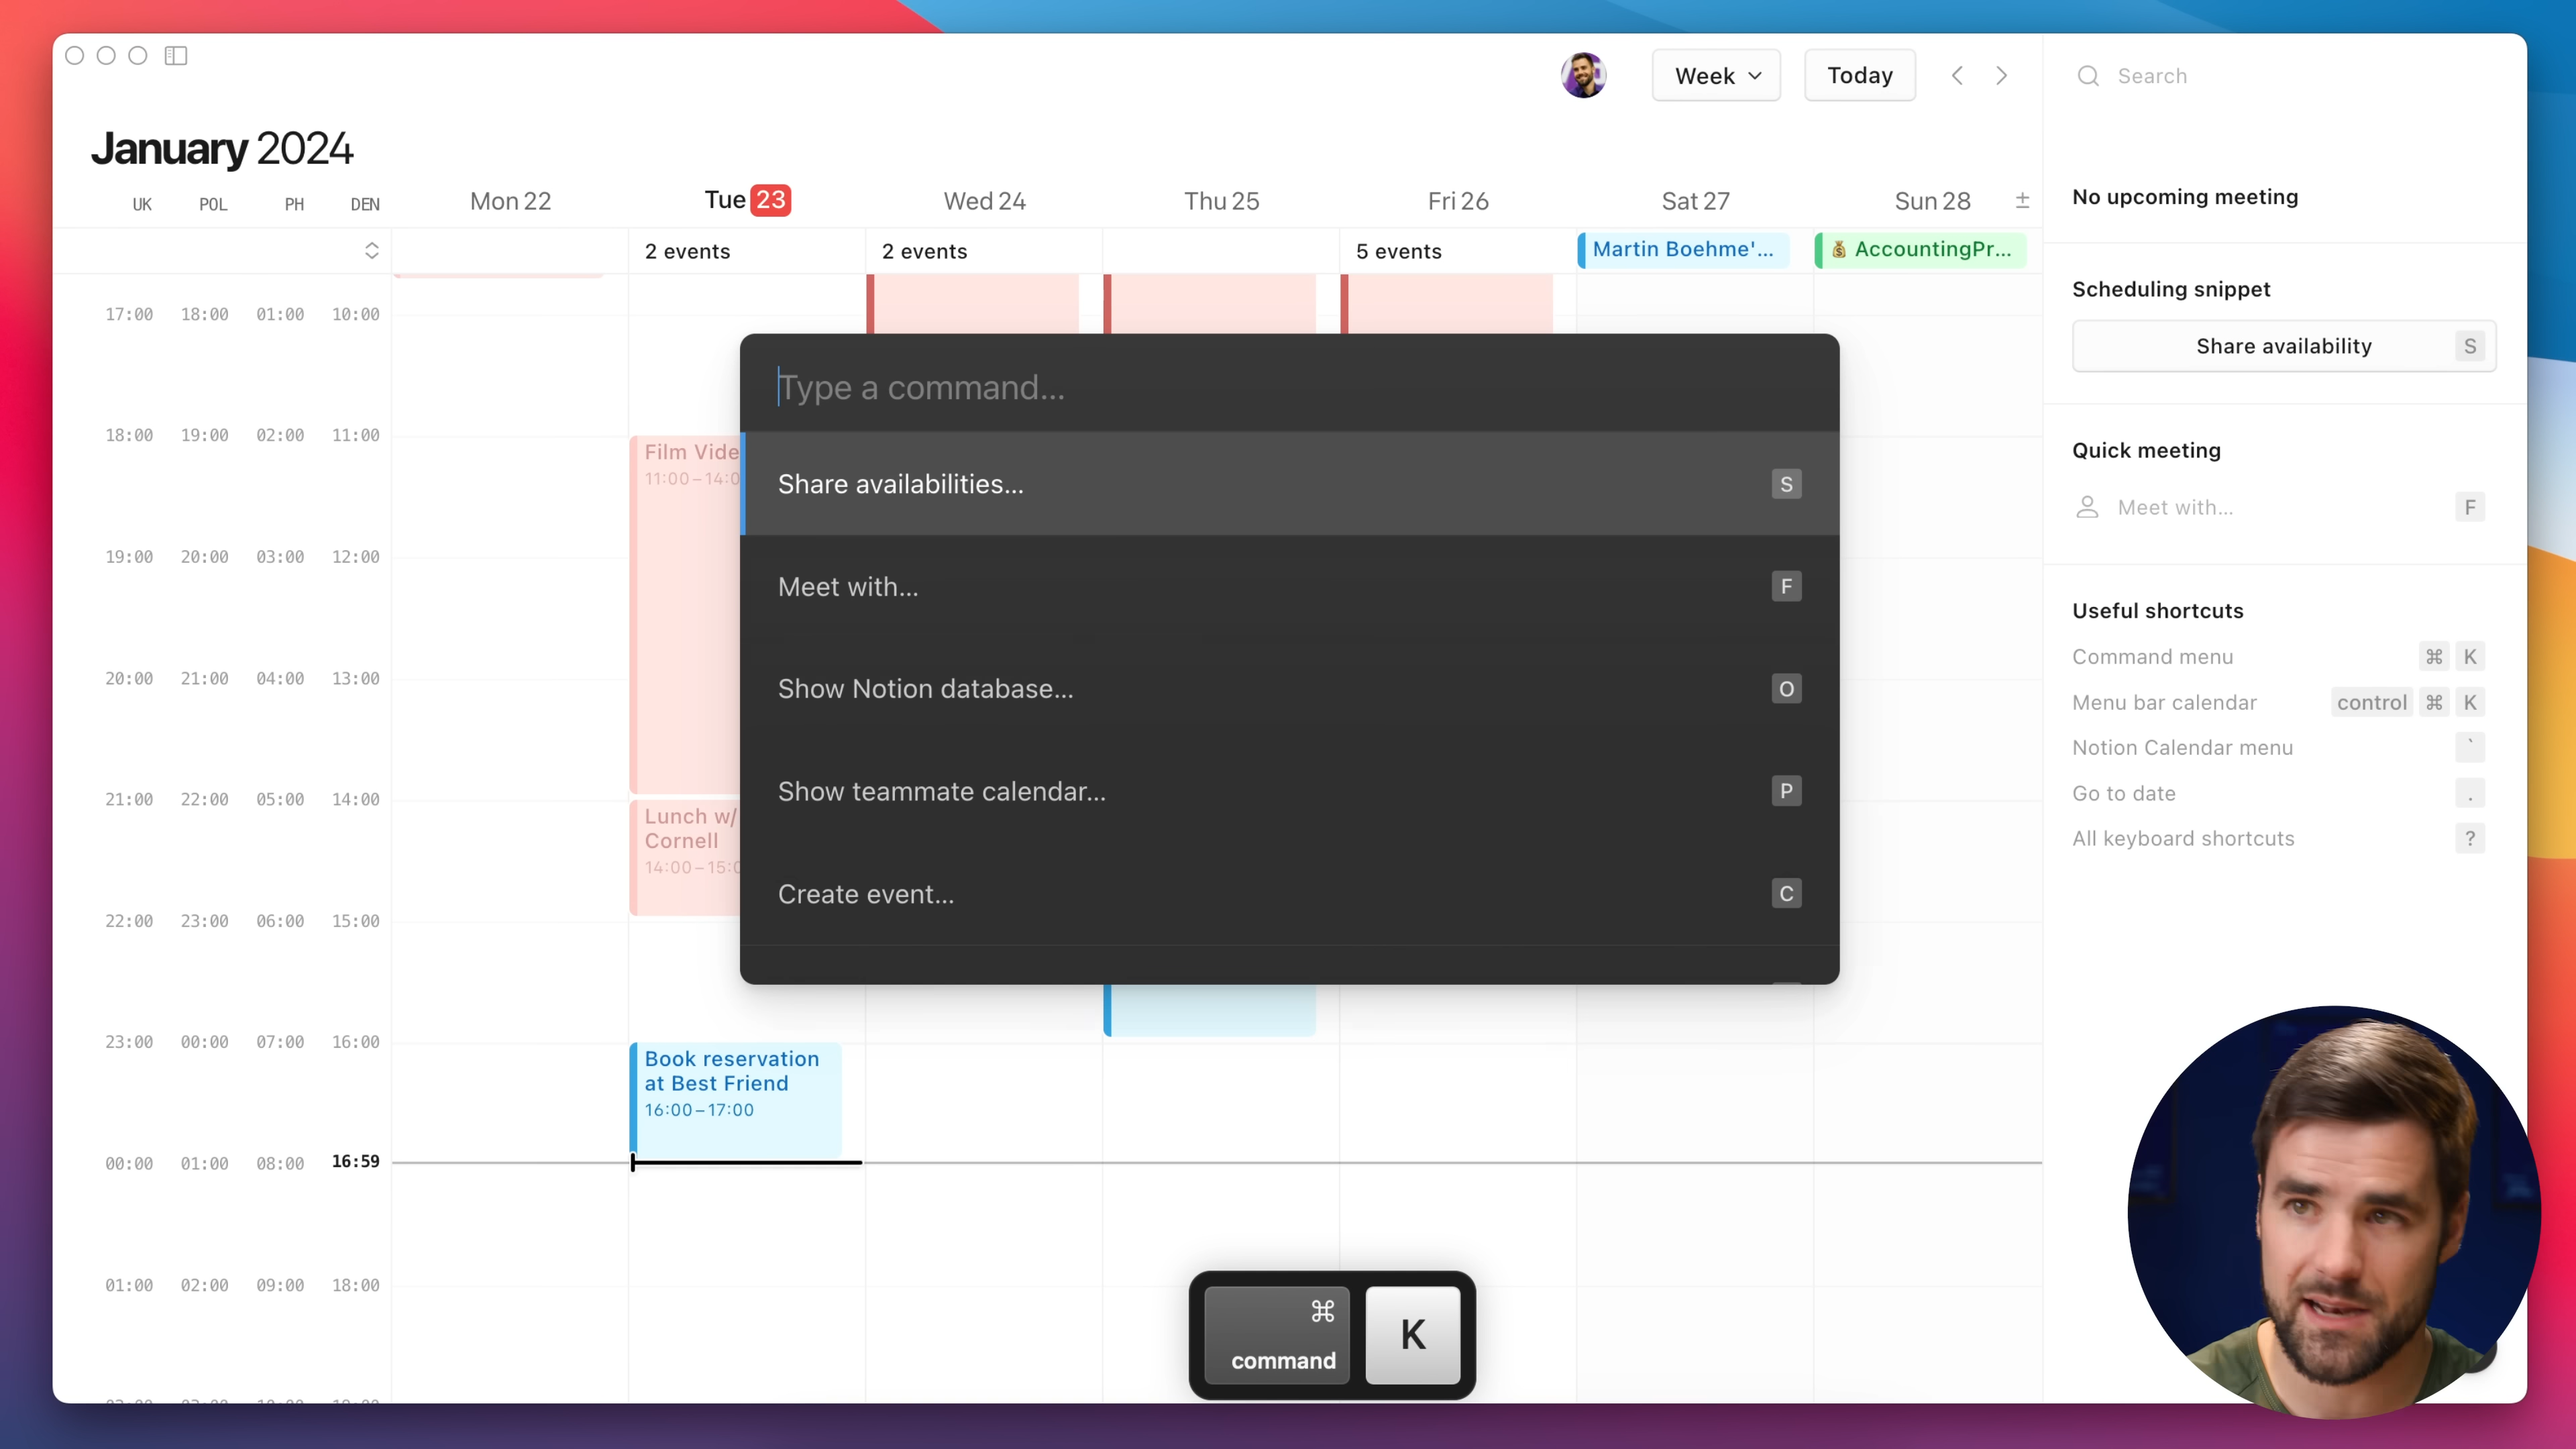 Week
Today
Search
January 2024
UK POL PH DEN
Mon 22
Tue 23
Wed 24
Thu 25
Fri 26
Sat 27
Sun 28
±
2 events
2 events
5 events
Martin Boehme'...
AccountingPr...
17:00 18:00 01:00 10:00
18:00 19:00 02:00 11:00
19:00 20:00 03:00 12:00
20:00 21:00 04:00 13:00
21:00 22:00 05:00 14:00
22:00 23:00 06:00 15:00
23:00 00:00 07:00 16:00
00:00 01:00 08:00 16:59
01:00 02:00 09:00 18:00
Film Vide
11:00–14:0
Lunch w/
Cornell
14:00–15:0
Book reservation
at Best Friend
16:00–17:00
Type a command...
Share availabilities... S
Meet with... F
Show Notion database... O
Show teammate calendar... P
Create event... C
No upcoming meeting
Scheduling snippet
Share availability S
Quick meeting
Meet with... F
Useful shortcuts
Command menu ⌘ K
Menu bar calendar control ⌘ K
Notion Calendar menu `
Go to date .
All keyboard shortcuts ?
⌘
command
K